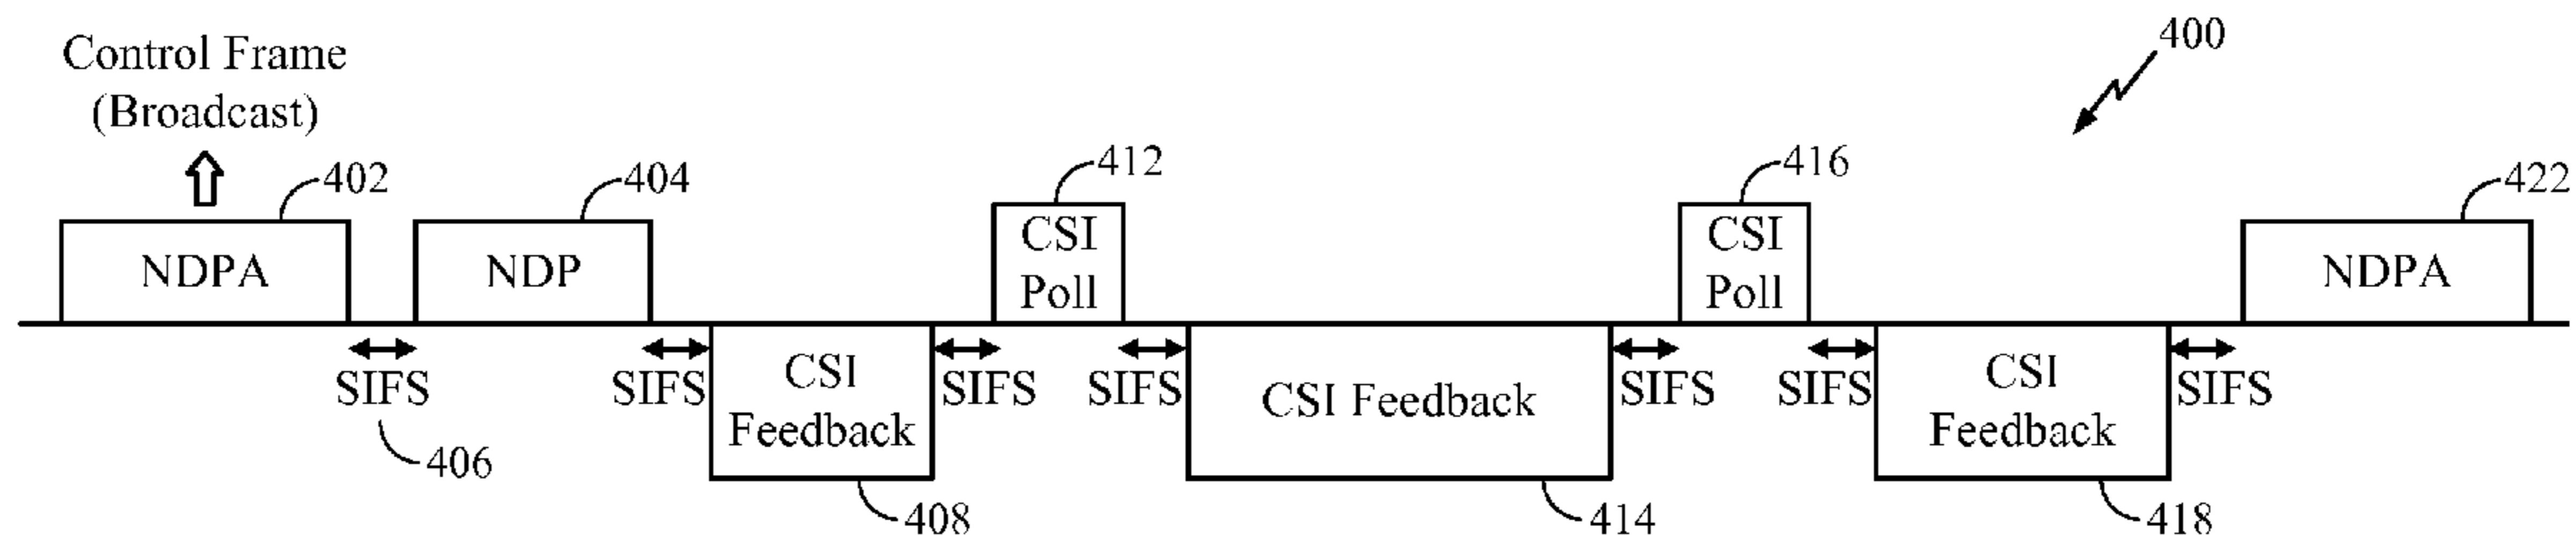 400
Control Frame
(Broadcast)
402
404
412
416
422
NDPA
NDP
CSI
Poll
CSI
Poll
NDPA
SIFS
SIFS
CSI
Feedback
SIFS
SIFS
CSI Feedback
SIFS
SIFS
CSI
Feedback
SIFS
406
408
414
418